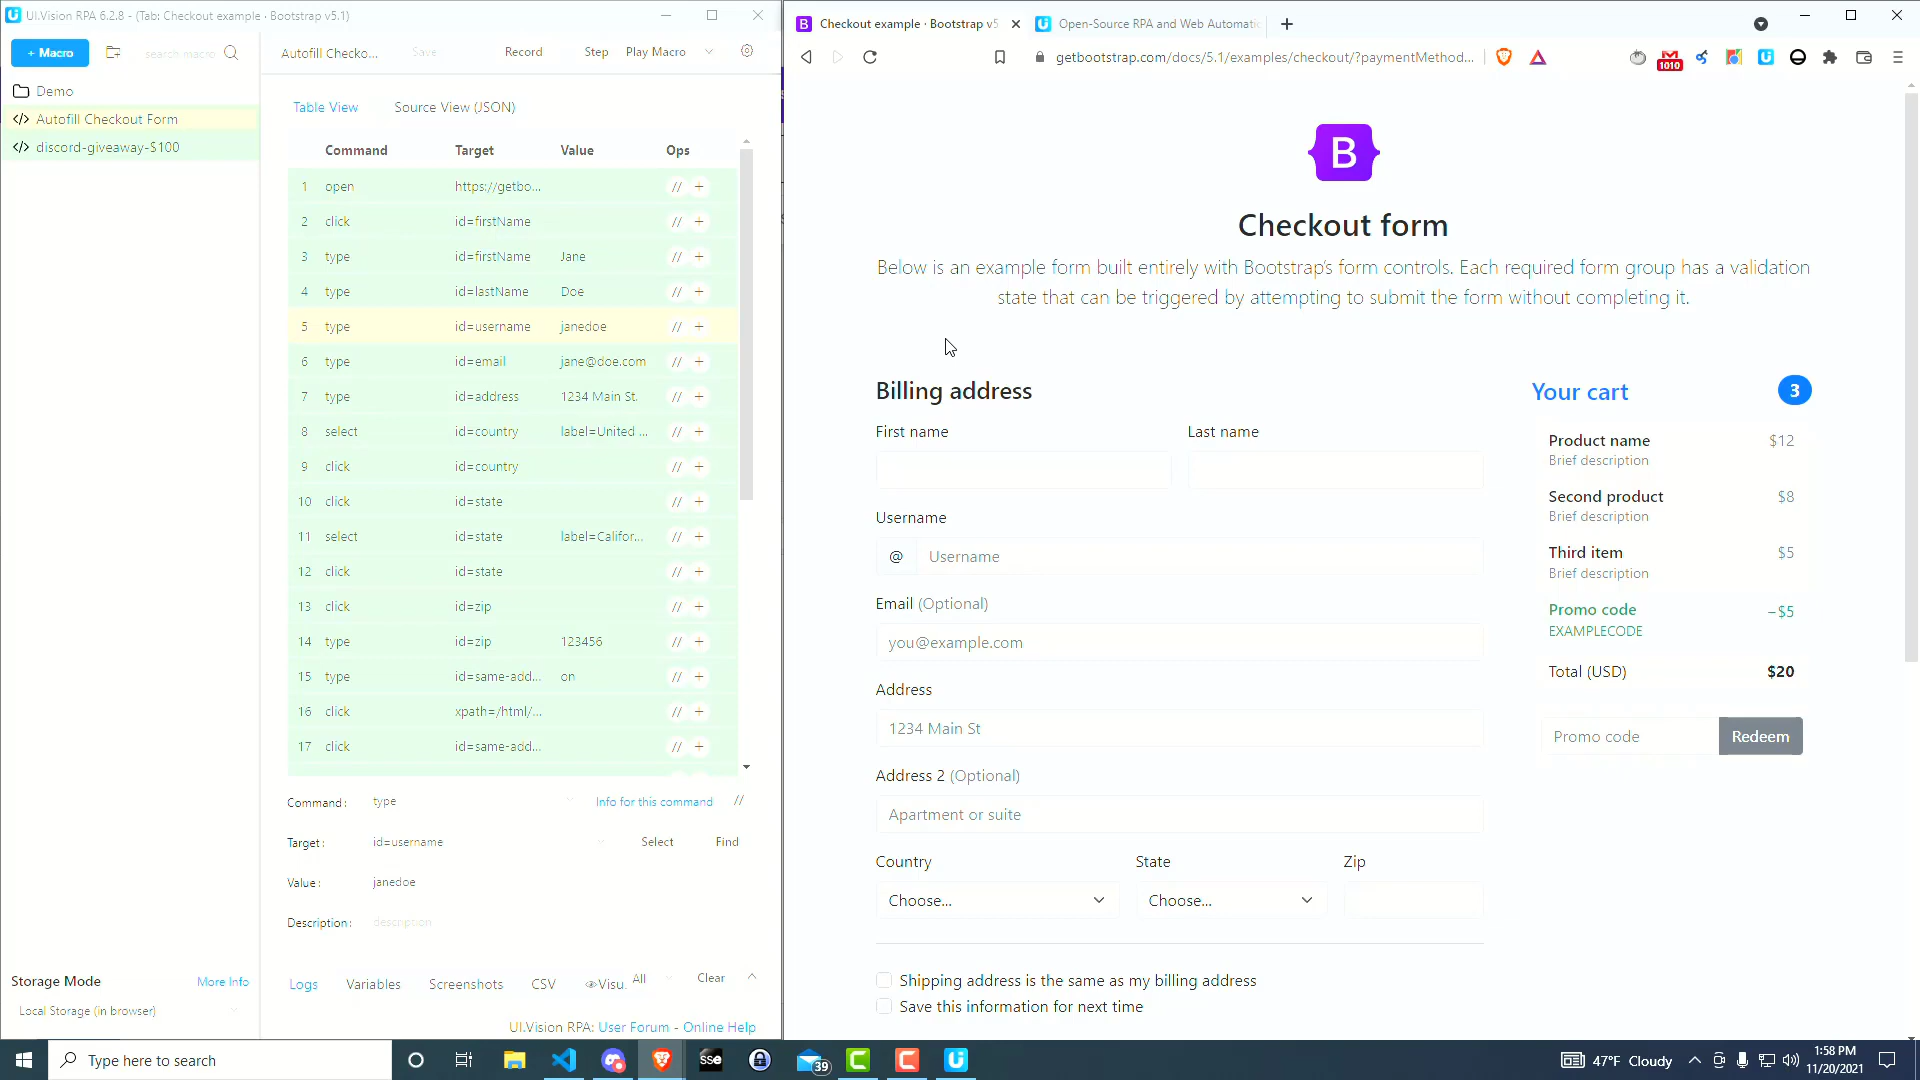 UI.Vision RPA 6.2.8 - (Tab: Checkout example · Bootstrap v5.1)
+ Macro
search macro
Demo
Autofill Checkout Form
discord-giveaway-$100
Storage Mode
More Info
Local Storage (in browser)
Autofill Checko...
Save
Record
Step
Play Macro
Table View
Source View (JSON)
Command Target Value Ops
1 open https://getbo... // +
2 click id=firstName // +
3 type id=firstName Jane // +
4 type id=lastName Doe // +
5 type id=username janedoe // +
6 type id=email jane@doe.com // +
7 type id=address 1234 Main St. // +
8 select id=country label=United ... // +
9 click id=country // +
10 click id=state // +
11 select id=state label=Califor... // +
12 click id=state // +
13 click id=zip // +
14 type id=zip 123456 // +
15 type id=same-add... on // +
16 click xpath=/html/... // +
17 click id=same-add... // +
Command: type Info for this command //
Target: id=username Select Find
Value: janedoe
Description: description
Logs Variables Screenshots CSV Visu. All Clear
UI.Vision RPA: User Forum - Online Help
Checkout example · Bootstrap v5
Open-Source RPA and Web Automatic
getbootstrap.com/docs/5.1/examples/checkout/?paymentMethod...
1010
B
Checkout form
Below is an example form built entirely with Bootstrap's form controls. Each required form group has a validation
state that can be triggered by attempting to submit the form without completing it.
Billing address
First name Last name
Username
@ Username
Email (Optional)
you@example.com
Address
1234 Main St
Address 2 (Optional)
Apartment or suite
Country State Zip
Choose... Choose...
Shipping address is the same as my billing address
Save this information for next time
Your cart 3
Product name $12
Brief description
Second product $8
Brief description
Third item $5
Brief description
Promo code −$5
EXAMPLECODE
Total (USD) $20
Promo code Redeem
Type here to search
sse
39
47°F Cloudy
1:58 PM
11/20/2021